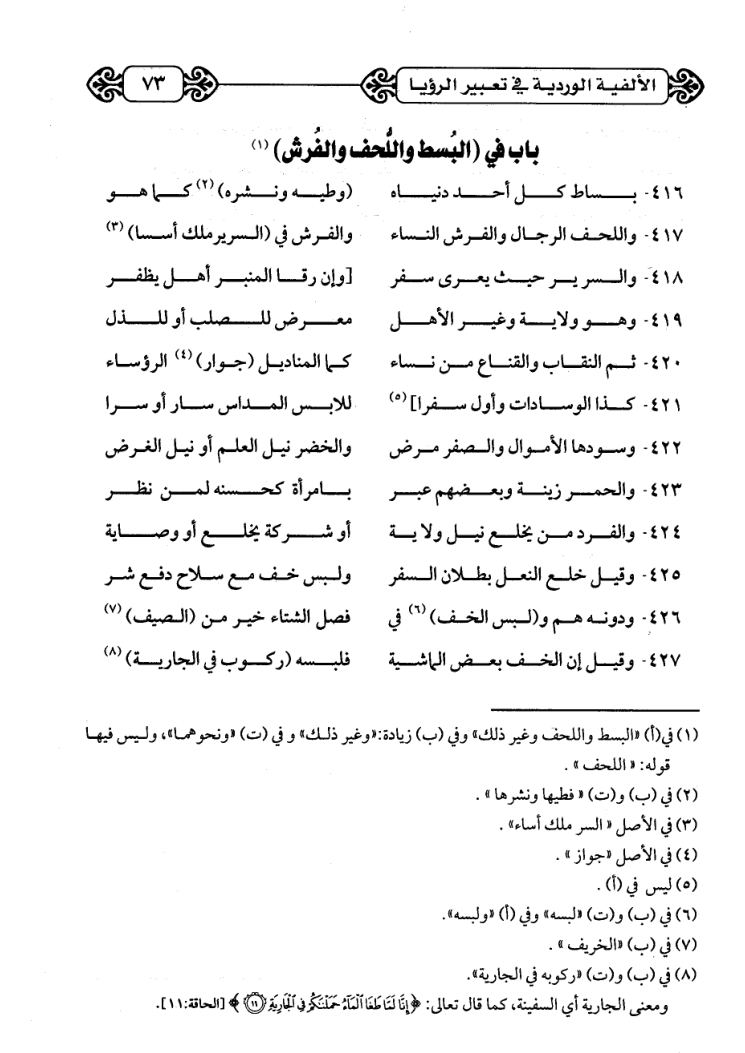 الألفية الوردية في تعبير الرؤيا ٧٣
باب في (البُسط واللُّحف والفُرش) (١)
٤١٦- بساط كل أحد دنياه (وطيه ونشره) (٢) كما هو
٤١٧- واللحف الرجال والفرش النساء والفرش في (السرير ملك أسسا) (٣)
٤١٨- والسرير حيث يعرى سفر [وإن رقا المنبر أهل يظفر
٤١٩- وهو ولاية وغير الأهل معرض للصلب أو للذل
٤٢٠- ثم النقاب والقناع من نساء كما المناديل (جوار) (٤) الرؤساء
٤٢١- كذا الوسادات وأول سفرا] (٥) للابس المداس سار أو سرا
٤٢٢- وسودها الأموال والصفر مرض والخضر نيل العلم أو نيل الغرض
٤٢٣- والحمر زينة وبعضهم عبر بامرأة كحسنه لمن نظر
٤٢٤- والفرد من يخلع نيل ولاية أو شركة يخلع أو وصاية
٤٢٥- وقيل خلع النعل بطلان السفر ولبس خف مع سلاح دفع شر
٤٢٦- ودونه هم و(لبس الخف) (٦) في فصل الشتاء خير من (الصيف) (٧)
٤٢٧- وقيل إن الخف بعض الماشية فلبسه (ركوب في الجارية) (٨)
(١) في (أ) «البسط واللحف وغير ذلك» وفي (ب) زيادة: «وغير ذلك» و في (ت) «ونحوهما»، وليس فيها
قوله: « اللحف » .
(٢) في (ب) و(ت) « فطيها ونشرها » .
(٣) في الأصل « السر ملك أساء» .
(٤) في الأصل «جواز » .
(٥) ليس في (أ) .
(٦) في (ب) و(ت) «لبسه» وفي (أ) «ولبسه».
(٧) في (ب) «الخريف » .
(٨) في (ب) و(ت) «ركوبه في الجارية».
ومعنى الجارية أي السفينة، كما قال تعالى: ﴿إِنَّا لَمَّا طَغَا الْمَاءُ حَمَلْنَاكُمْ فِي الْجَارِيَةِ ١١﴾ [الحاقة:١١].